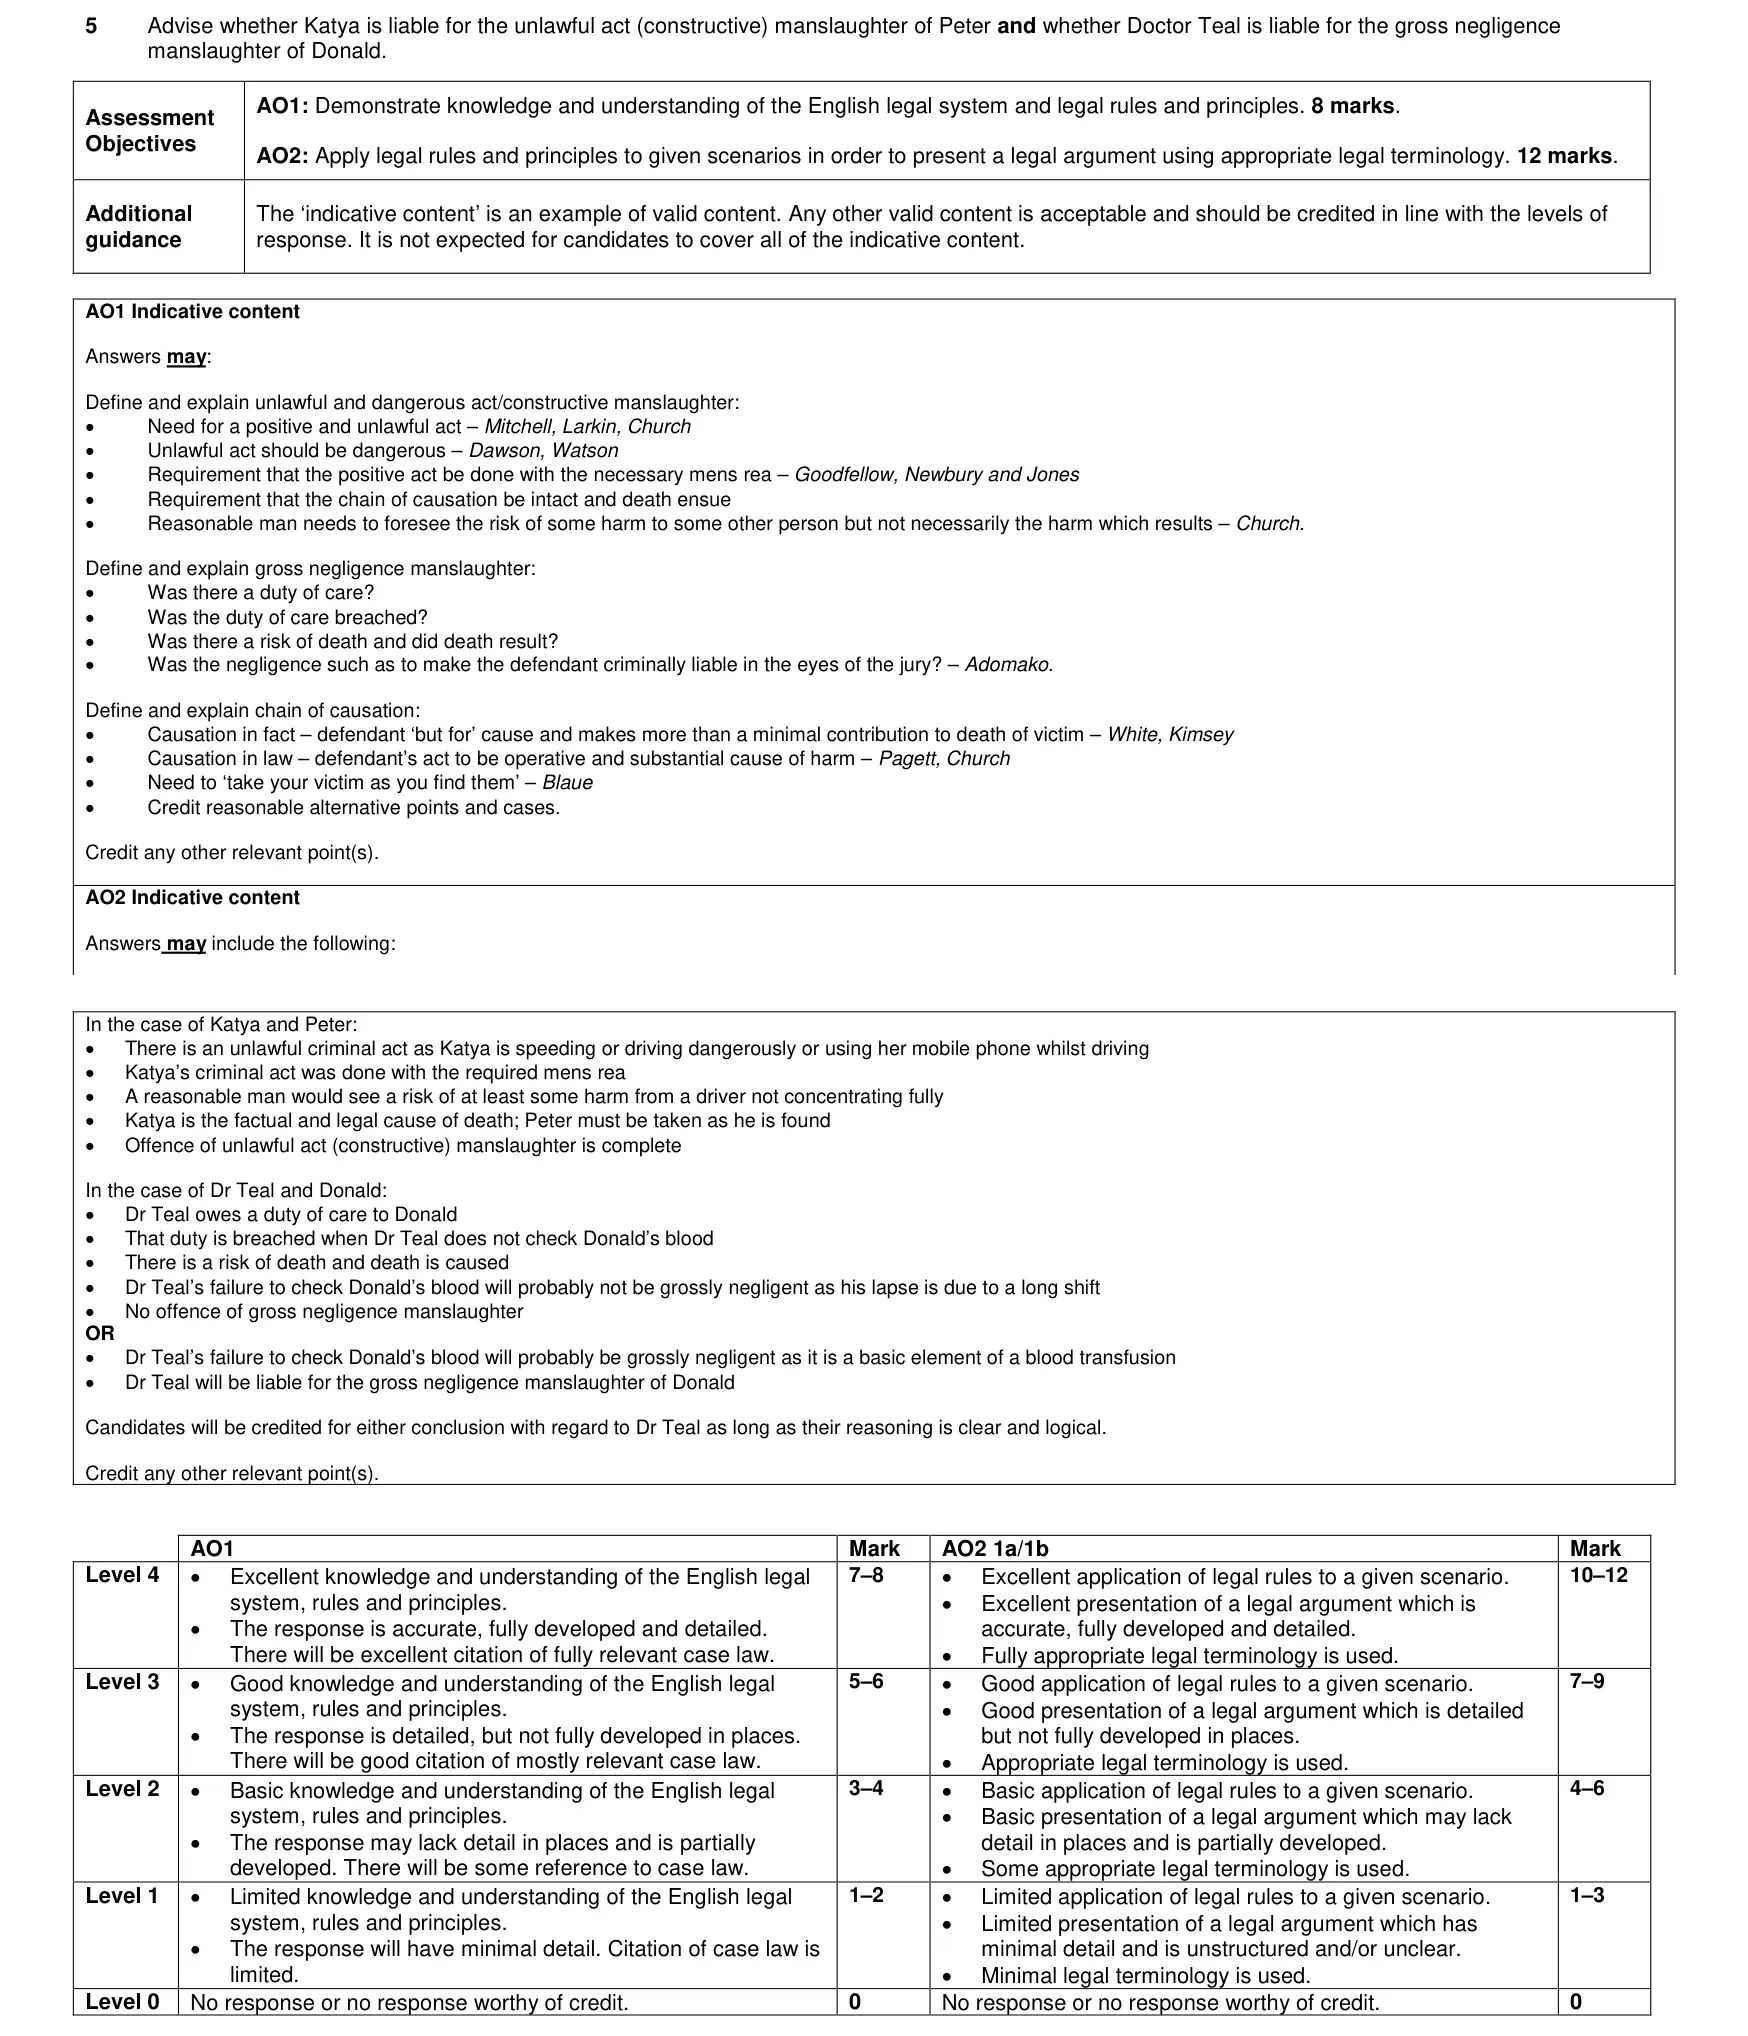 5 Advise whether Katya is liable for the unlawful act (constructive) manslaughter of Peter and whether Doctor Teal is liable for the gross negligence
manslaughter of Donald.
Assessment
Objectives
AO1: Demonstrate knowledge and understanding of the English legal system and legal rules and principles. 8 marks.
AO2: Apply legal rules and principles to given scenarios in order to present a legal argument using appropriate legal terminology. 12 marks.
Additional
guidance
The ‘indicative content’ is an example of valid content. Any other valid content is acceptable and should be credited in line with the levels of
response. It is not expected for candidates to cover all of the indicative content.
AO1 Indicative content
Answers may:
Define and explain unlawful and dangerous act/constructive manslaughter:
• Need for a positive and unlawful act – Mitchell, Larkin, Church
• Unlawful act should be dangerous – Dawson, Watson
• Requirement that the positive act be done with the necessary mens rea – Goodfellow, Newbury and Jones
• Requirement that the chain of causation be intact and death ensue
• Reasonable man needs to foresee the risk of some harm to some other person but not necessarily the harm which results – Church.
Define and explain gross negligence manslaughter:
• Was there a duty of care?
• Was the duty of care breached?
• Was there a risk of death and did death result?
• Was the negligence such as to make the defendant criminally liable in the eyes of the jury? – Adomako.
Define and explain chain of causation:
• Causation in fact – defendant ‘but for’ cause and makes more than a minimal contribution to death of victim – White, Kimsey
• Causation in law – defendant’s act to be operative and substantial cause of harm – Pagett, Church
• Need to ‘take your victim as you find them’ – Blaue
• Credit reasonable alternative points and cases.
Credit any other relevant point(s).
AO2 Indicative content
Answers may include the following:
In the case of Katya and Peter:
• There is an unlawful criminal act as Katya is speeding or driving dangerously or using her mobile phone whilst driving
• Katya’s criminal act was done with the required mens rea
• A reasonable man would see a risk of at least some harm from a driver not concentrating fully
• Katya is the factual and legal cause of death; Peter must be taken as he is found
• Offence of unlawful act (constructive) manslaughter is complete
In the case of Dr Teal and Donald:
• Dr Teal owes a duty of care to Donald
• That duty is breached when Dr Teal does not check Donald’s blood
• There is a risk of death and death is caused
• Dr Teal’s failure to check Donald’s blood will probably not be grossly negligent as his lapse is due to a long shift
• No offence of gross negligence manslaughter
OR
• Dr Teal’s failure to check Donald’s blood will probably be grossly negligent as it is a basic element of a blood transfusion
• Dr Teal will be liable for the gross negligence manslaughter of Donald
Candidates will be credited for either conclusion with regard to Dr Teal as long as their reasoning is clear and logical.
Credit any other relevant point(s).
AO1 Mark AO2 1a/1b Mark
Level 4
• Excellent knowledge and understanding of the English legal
system, rules and principles.
• The response is accurate, fully developed and detailed.
There will be excellent citation of fully relevant case law.
7–8
• Excellent application of legal rules to a given scenario.
• Excellent presentation of a legal argument which is
accurate, fully developed and detailed.
• Fully appropriate legal terminology is used.
10–12
Level 3
• Good knowledge and understanding of the English legal
system, rules and principles.
• The response is detailed, but not fully developed in places.
There will be good citation of mostly relevant case law.
5–6
• Good application of legal rules to a given scenario.
• Good presentation of a legal argument which is detailed
but not fully developed in places.
• Appropriate legal terminology is used.
7–9
Level 2
• Basic knowledge and understanding of the English legal
system, rules and principles.
• The response may lack detail in places and is partially
developed. There will be some reference to case law.
3–4
• Basic application of legal rules to a given scenario.
• Basic presentation of a legal argument which may lack
detail in places and is partially developed.
• Some appropriate legal terminology is used.
4–6
Level 1
• Limited knowledge and understanding of the English legal
system, rules and principles.
• The response will have minimal detail. Citation of case law is
limited.
1–2
• Limited application of legal rules to a given scenario.
• Limited presentation of a legal argument which has
minimal detail and is unstructured and/or unclear.
• Minimal legal terminology is used.
1–3
Level 0
No response or no response worthy of credit.
0
No response or no response worthy of credit.
0